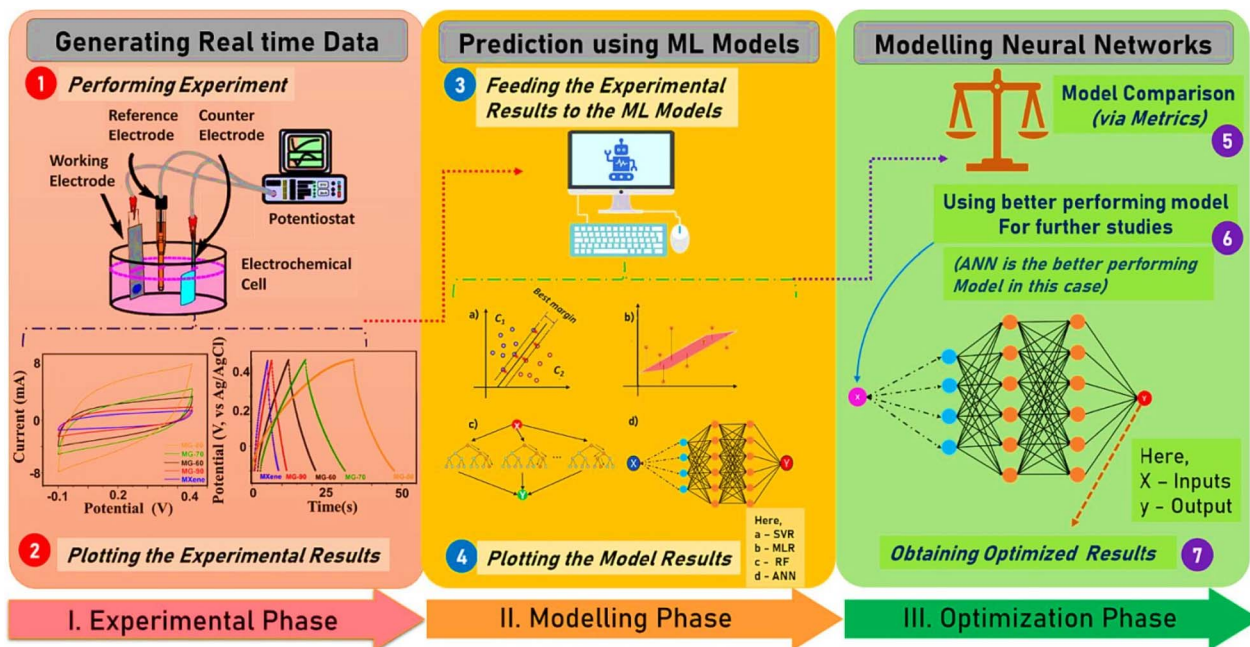 Generating Real time Data
1 Performing Experiment
Reference
Electrode
Counter
Electrode
Working
Electrode
Potentiostat
Electrochemical
Cell
Current (mA)
8
4
0
-8
-0.1 0.2 0.4
Potential (V)
MG-70
MG-60
MG-50
MXene
Potential (V, vs Ag/AgCl)
0.4
0.2
0.4
0
MXene MG-90 MG-60 MG-70
0 25 50
Time(s)
2 Plotting the Experimental Results
I. Experimental Phase
Prediction using ML Models
3 Feeding the Experimental
Results to the ML Models
a)
C1
Best margin
C2
b)
c)
Y
d)
X
Y
Here,
a - SVR
b - MLR
c - RF
d - ANN
4 Plotting the Model Results
II. Modelling Phase
Modelling Neural Networks
Model Comparison
(via Metrics)
5
Using better performing model
For further studies
6
(ANN is the better performing
Model in this case)
X
Y
Here,
X – Inputs
y – Output
Obtaining Optimized Results 7
III. Optimization Phase